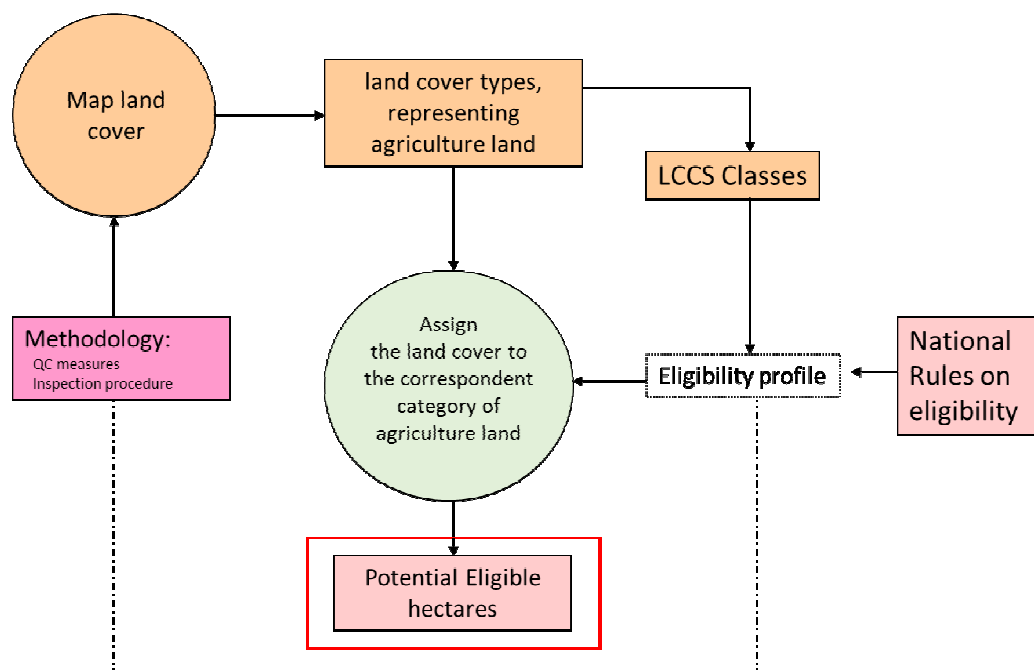 Map land
cover
land cover types,
representing
agriculture land
LCCS Classes
Methodology:
QC measures
Inspection procedure
Assign
the land cover to
the correspondent
category of
agriculture land
Eligibility profile
National
Rules on
eligibility
Potential Eligible
hectares